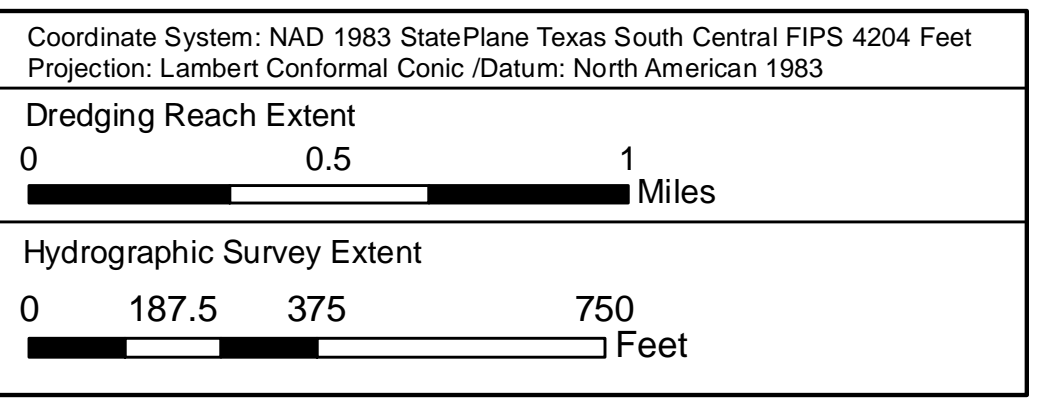 Coordinate System: NAD 1983 StatePlane Texas South Central FIPS 4204 Feet
Projection: Lambert Conformal Conic /Datum: North American 1983
Dredging Reach Extent
0 0.5 1
Miles
Hydrographic Survey Extent
0 187.5 375 750
Feet